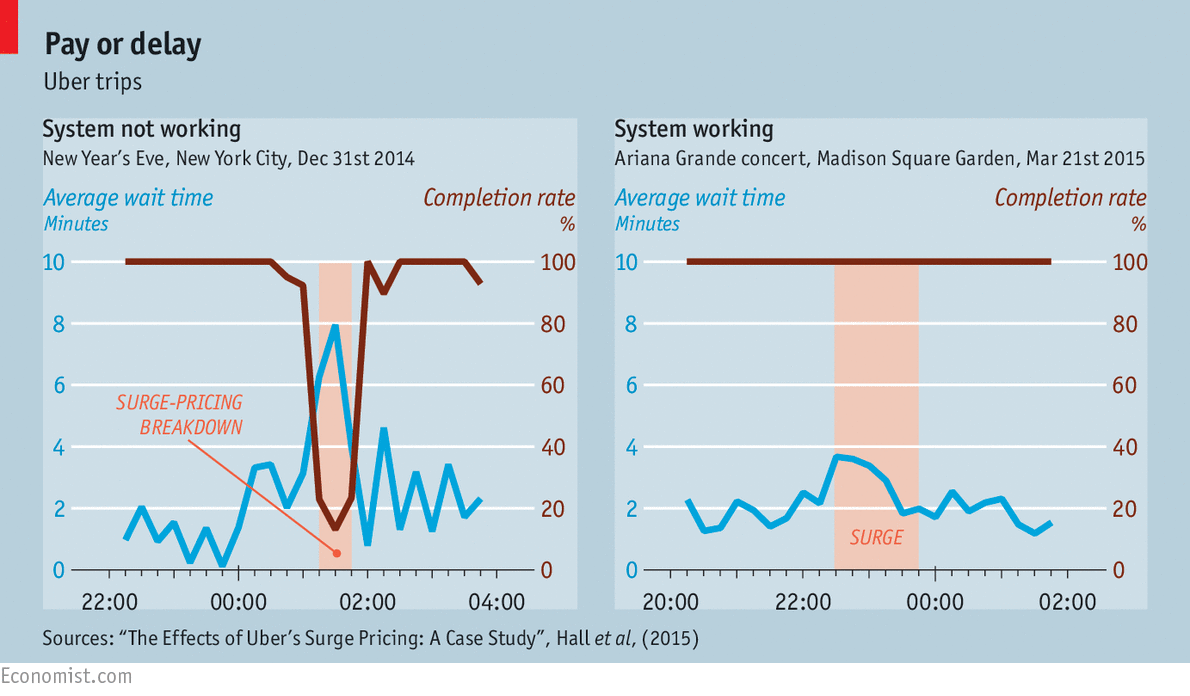 Pay or delay
Uber trips
System not working
New Year's Eve, New York City, Dec 31st 2014
Average wait time
Minutes
Completion rate
%
10
8
6
4
2
0
100
80
60
40
20
0
SURGE-PRICING
BREAKDOWN
22:00 00:00 02:00 04:00
System working
Ariana Grande concert, Madison Square Garden, Mar 21st 2015
Average wait time
Minutes
Completion rate
%
10
8
6
4
2
0
100
80
60
40
20
0
SURGE
20:00 22:00 00:00 02:00
Sources: “The Effects of Uber's Surge Pricing: A Case Study”, Hall et al, (2015)
Economist.com